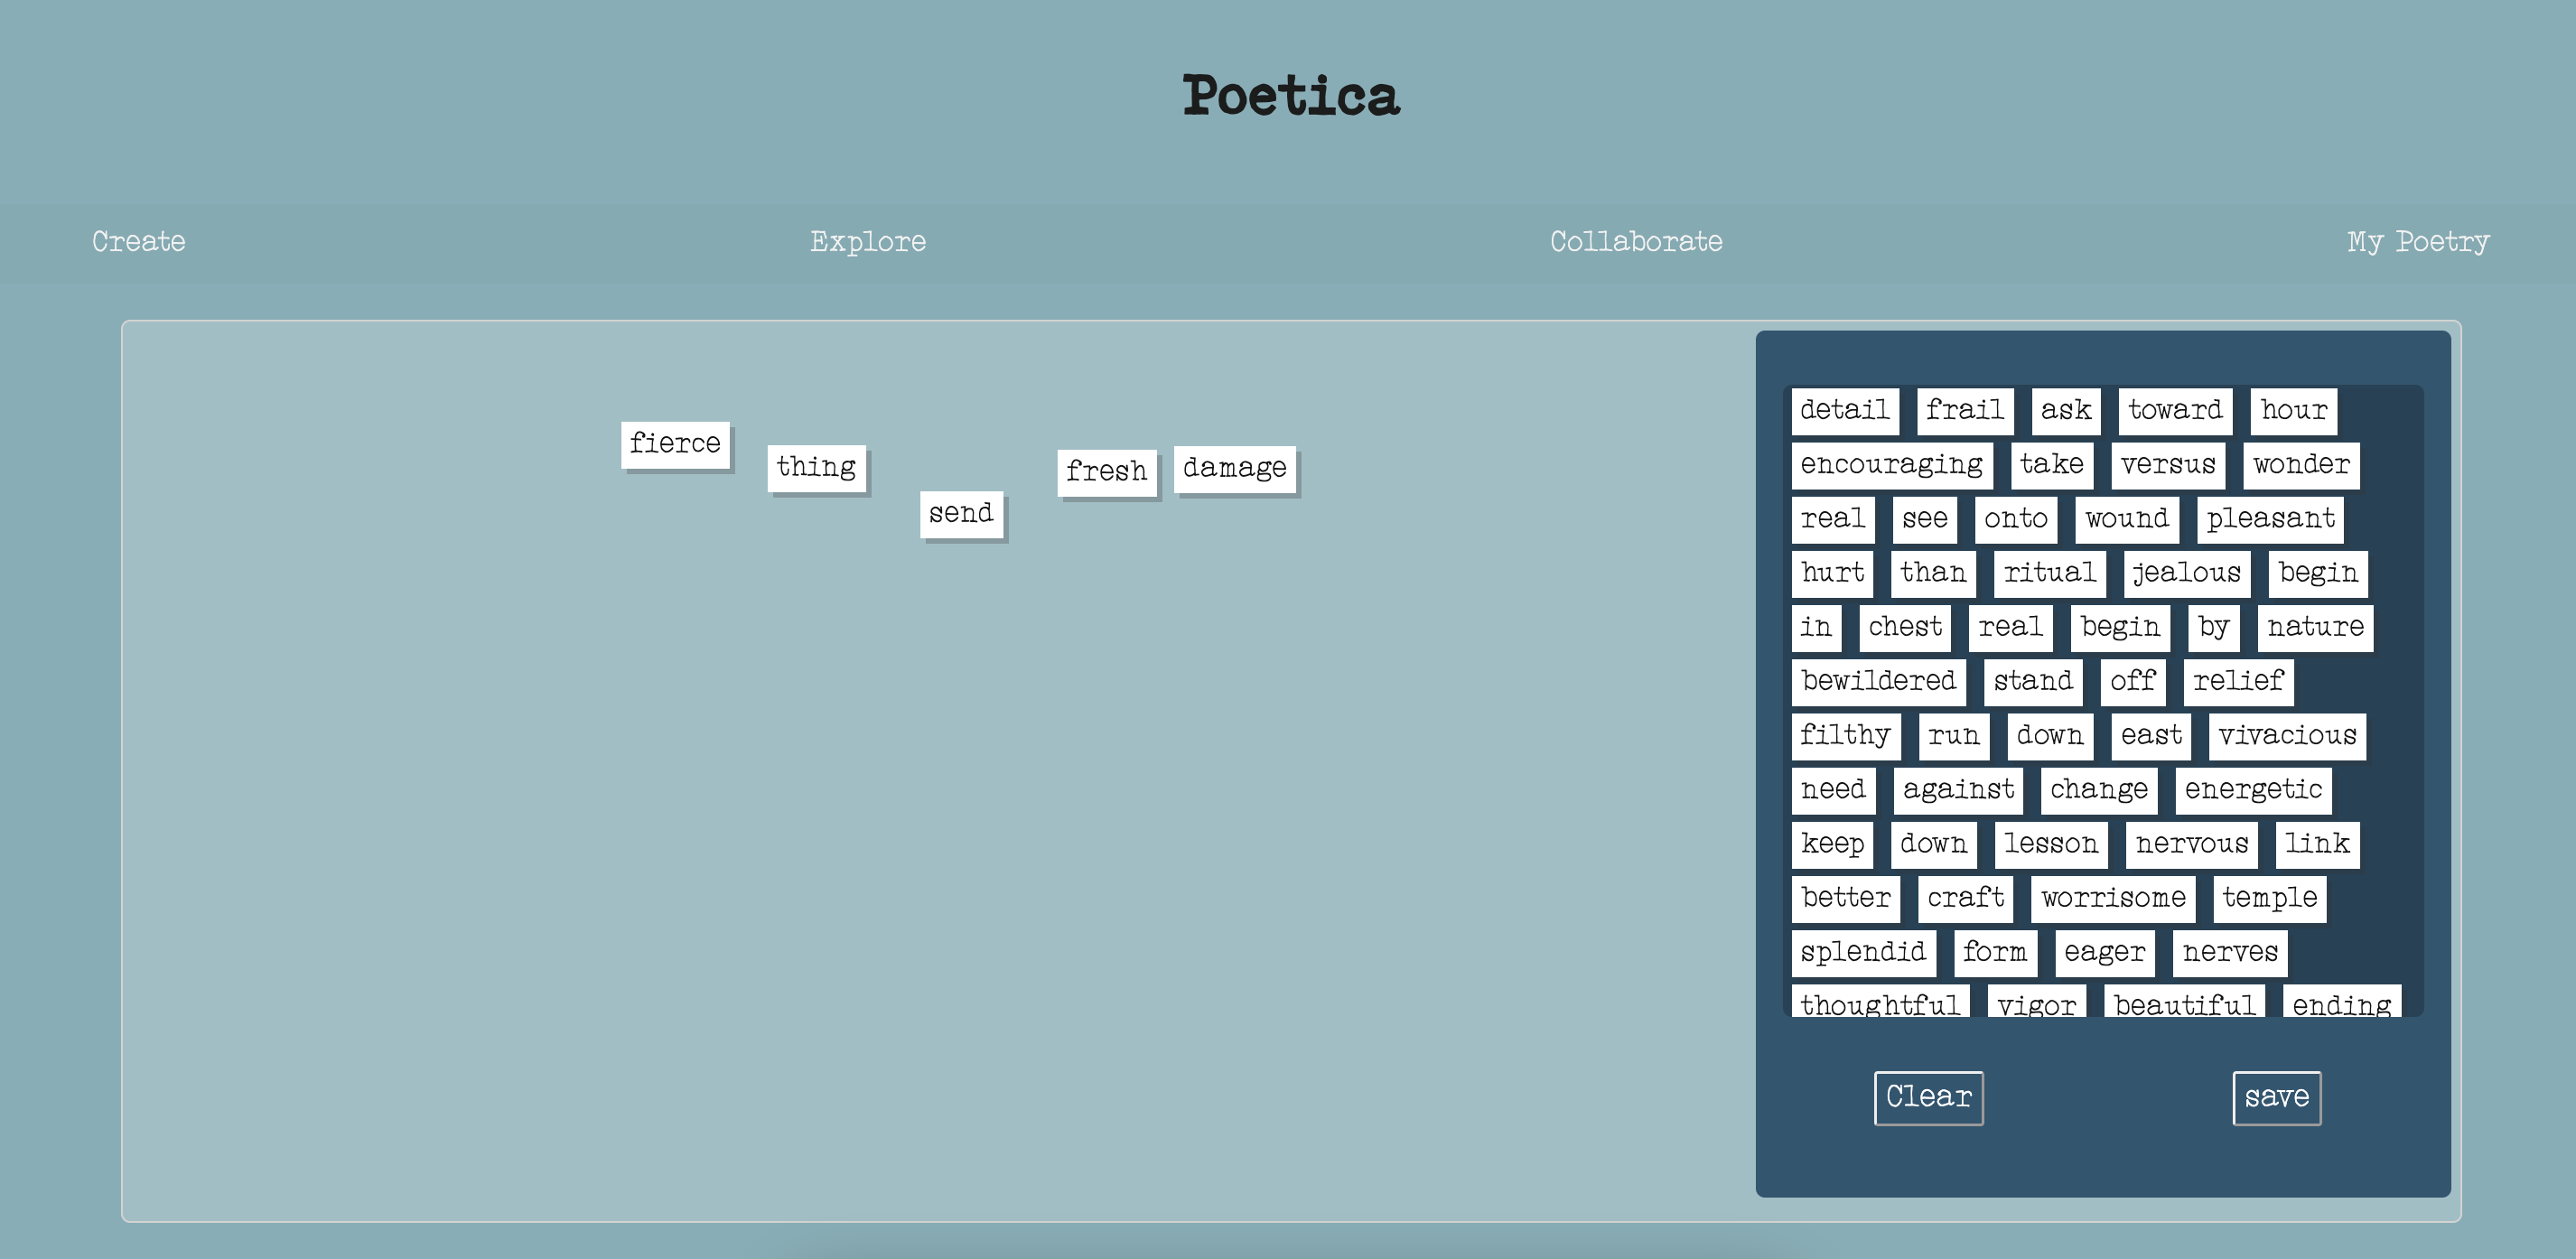 Poetica
Create Explore Collaborate My Poetry
fierce
thing
send
fresh damage
detail frail ask toward hour
encouraging take versus wonder
real see onto wound pleasant
hurt than ritual jealous begin
in chest real begin by nature
bewildered stand off relief
filthy run down east vivacious
need against change energetic
keep down lesson nervous link
better craft worrisome temple
splendid form eager nerves
thoughtful vigor beautiful ending
Clear save